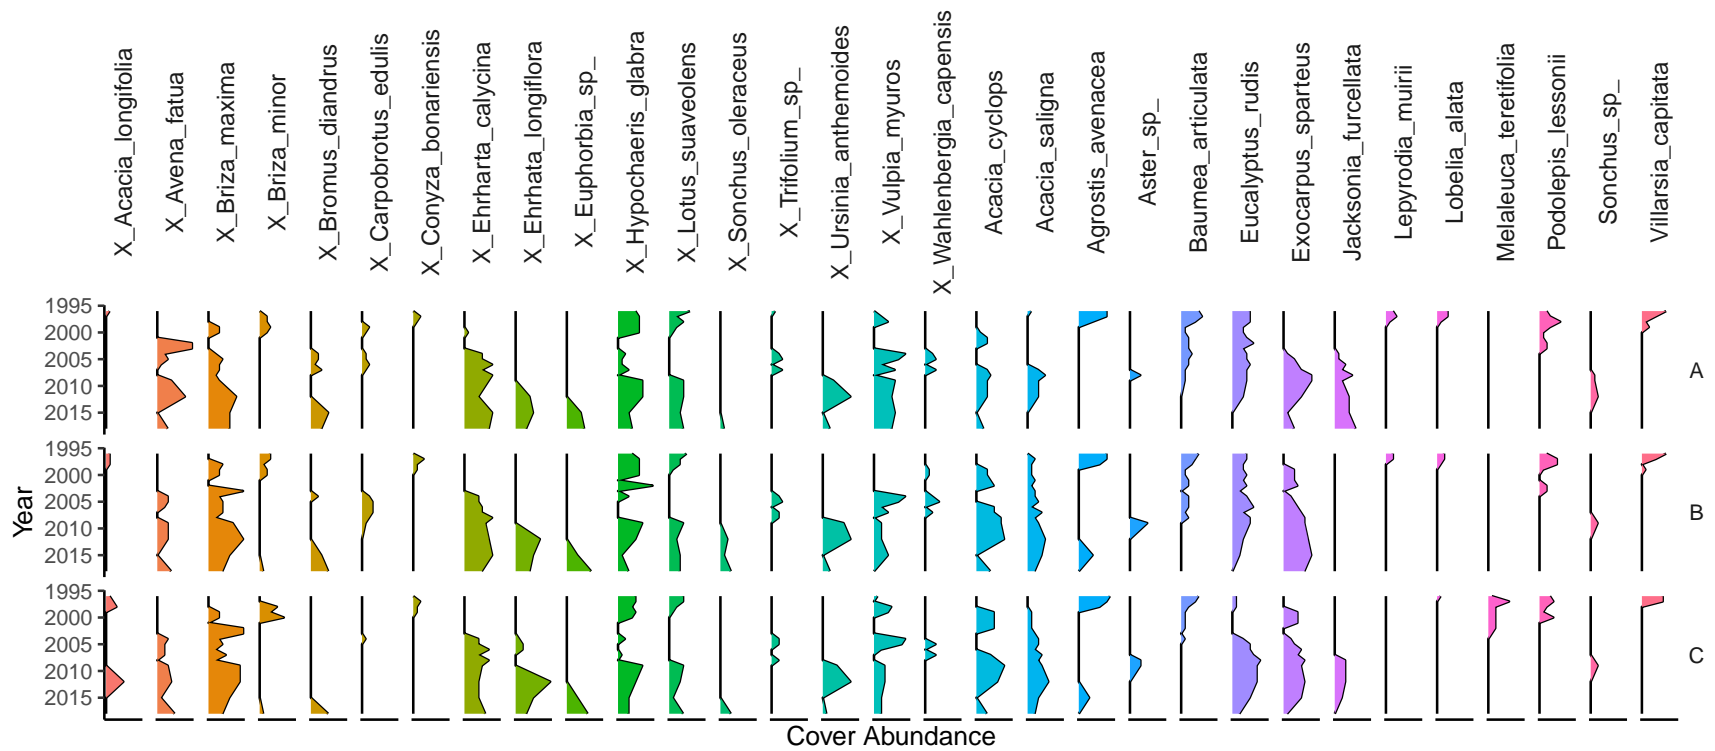 X_Acacia_longifolia
X_Avena_fatua
X_Briza_maxima
X_Briza_minor
X_Bromus_diandrus
X_Carpobrotus_edulis
X_Conyza_bonariensis
X_Ehrharta_calycina
X_Ehrhata_longiflora
X_Euphorbia_sp_
X_Hypochaeris_glabra
X_Lotus_suaveolens
X_Sonchus_oleraceus
X_Trifolium_sp_
X_Ursinia_anthemoides
X_Vulpia_myuros
X_Wahlenbergia_capensis
Acacia_cyclops
Acacia_saligna
Agrostis_avenacea
Aster_sp_
Baumea_articulata
Eucalyptus_rudis
Exocarpus_sparteus
Jacksonia_furcellata
Lepyrodia_muirii
Lobelia_alata
Melaleuca_teretifolia
Podolepis_lessonii
Sonchus_sp_
Villarsia_capitata
1995
2000
2005
2010
2015
A
1995
2000
2005
2010
2015
B
1995
2000
2005
2010
2015
C
Year
Cover Abundance